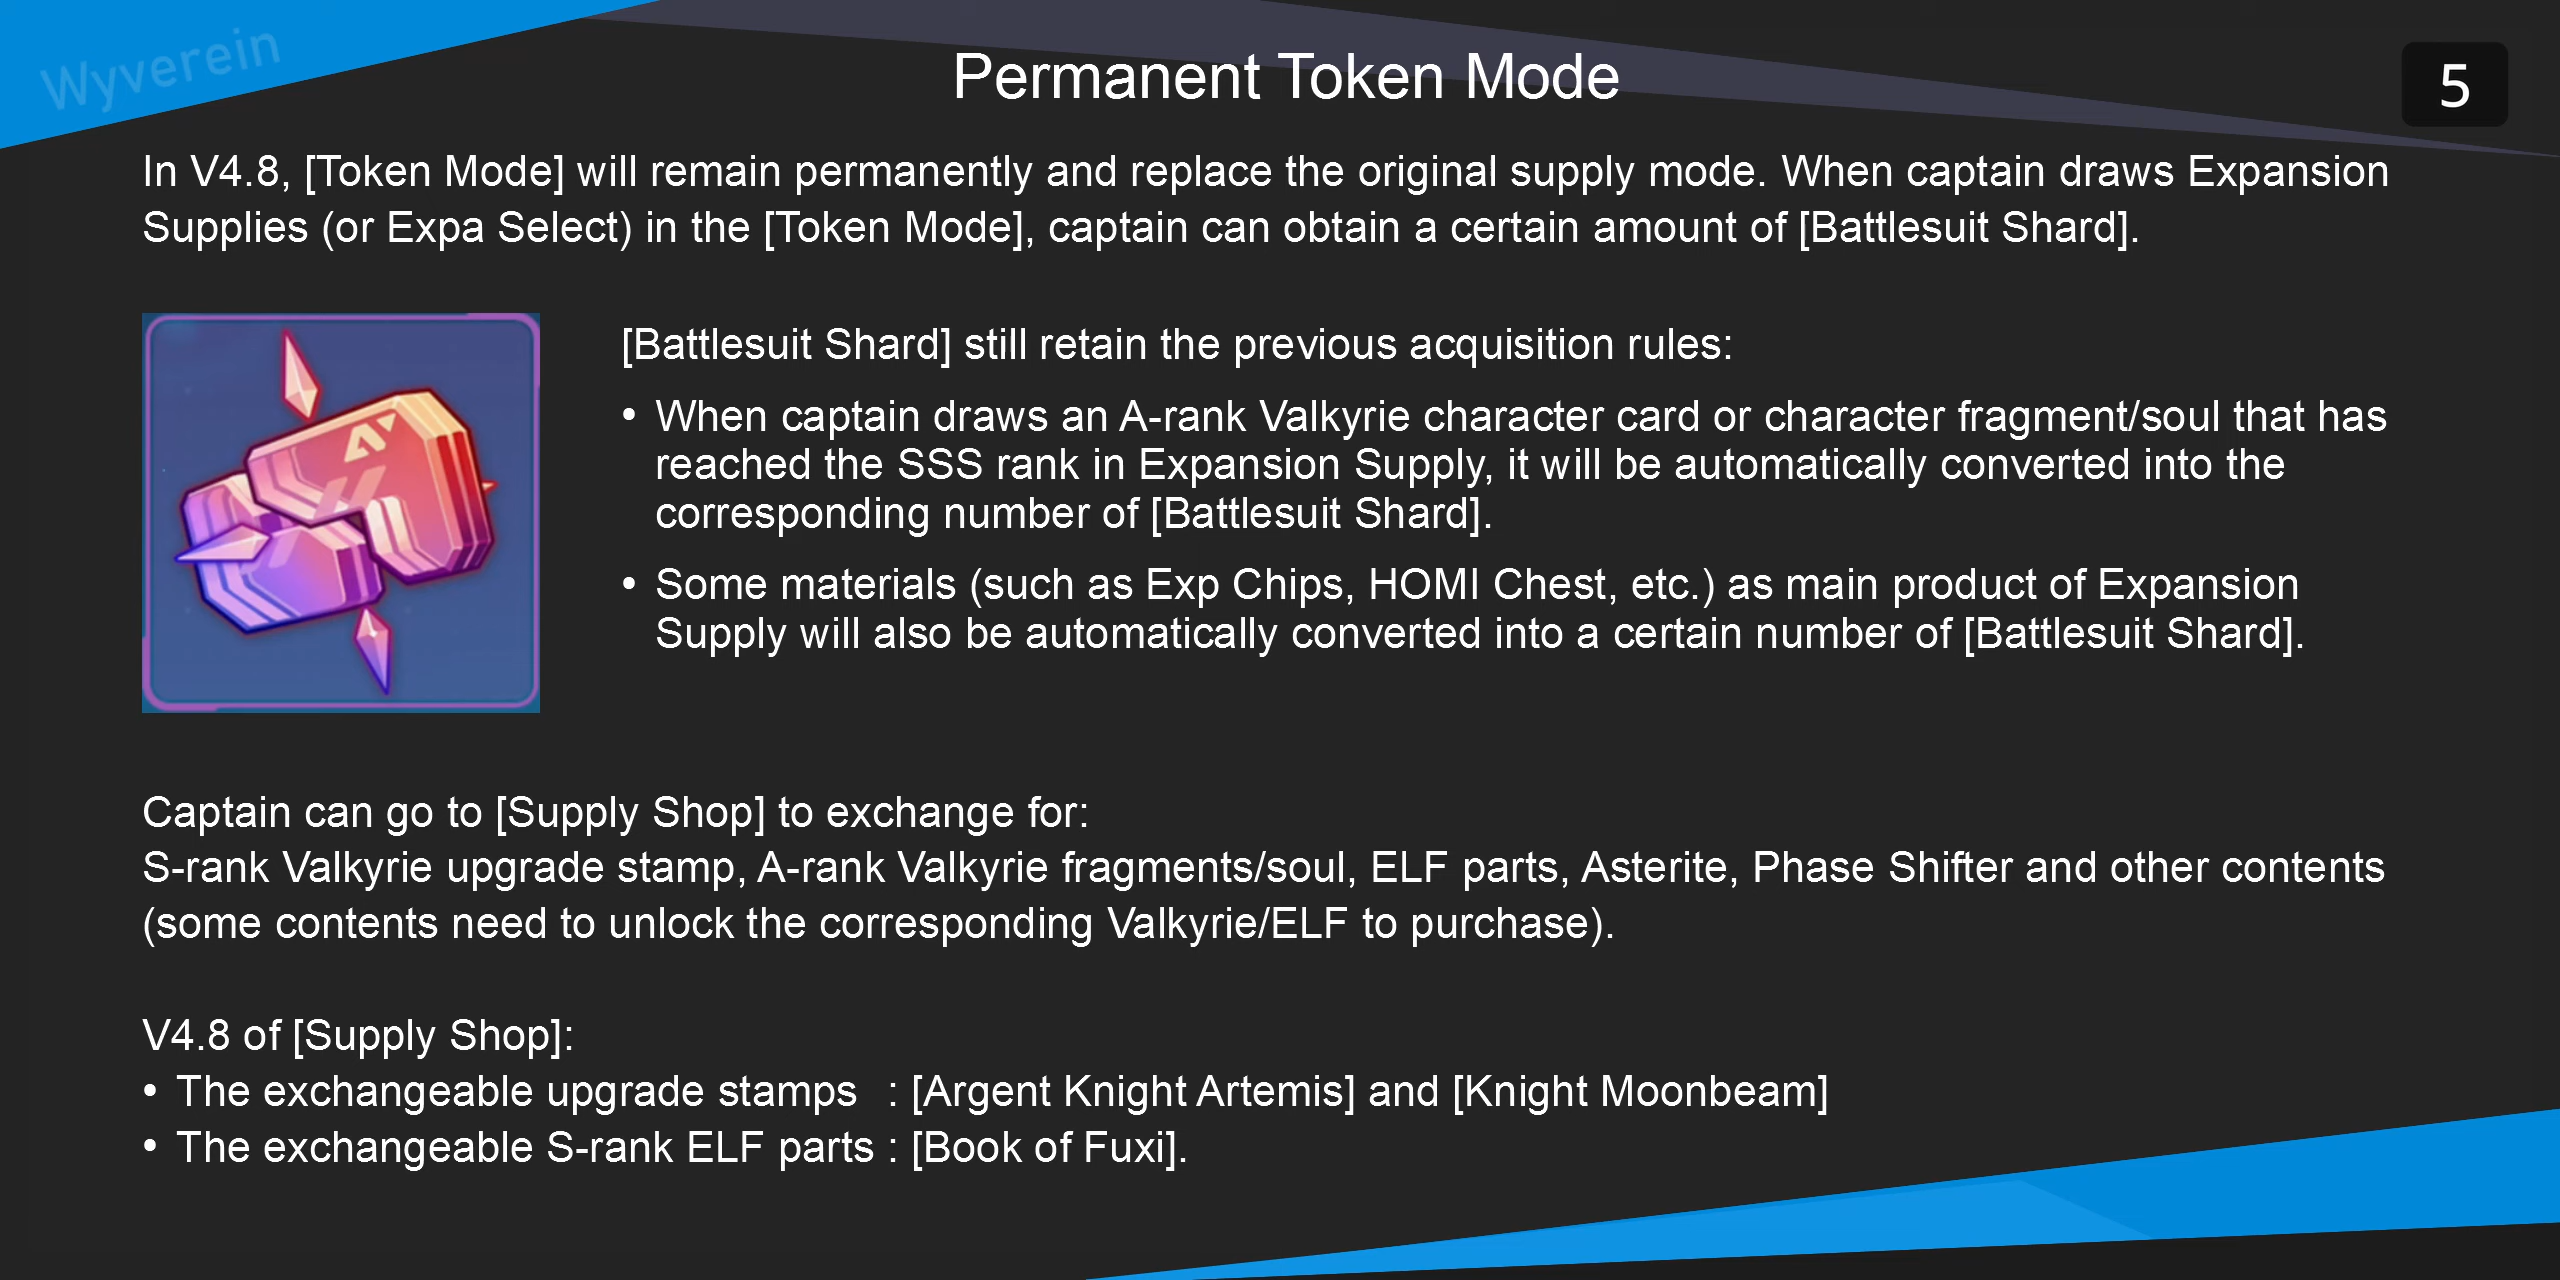 Wyverein
Permanent Token Mode
5
In V4.8, [Token Mode] will remain permanently and replace the original supply mode. When captain draws Expansion
Supplies (or Expa Select) in the [Token Mode], captain can obtain a certain amount of [Battlesuit Shard].
[Battlesuit Shard] still retain the previous acquisition rules:
• When captain draws an A-rank Valkyrie character card or character fragment/soul that has
reached the SSS rank in Expansion Supply, it will be automatically converted into the
corresponding number of [Battlesuit Shard].
• Some materials (such as Exp Chips, HOMI Chest, etc.) as main product of Expansion
Supply will also be automatically converted into a certain number of [Battlesuit Shard].
Captain can go to [Supply Shop] to exchange for:
S-rank Valkyrie upgrade stamp, A-rank Valkyrie fragments/soul, ELF parts, Asterite, Phase Shifter and other contents
(some contents need to unlock the corresponding Valkyrie/ELF to purchase).
V4.8 of [Supply Shop]:
• The exchangeable upgrade stamps : [Argent Knight Artemis] and [Knight Moonbeam]
• The exchangeable S-rank ELF parts : [Book of Fuxi].